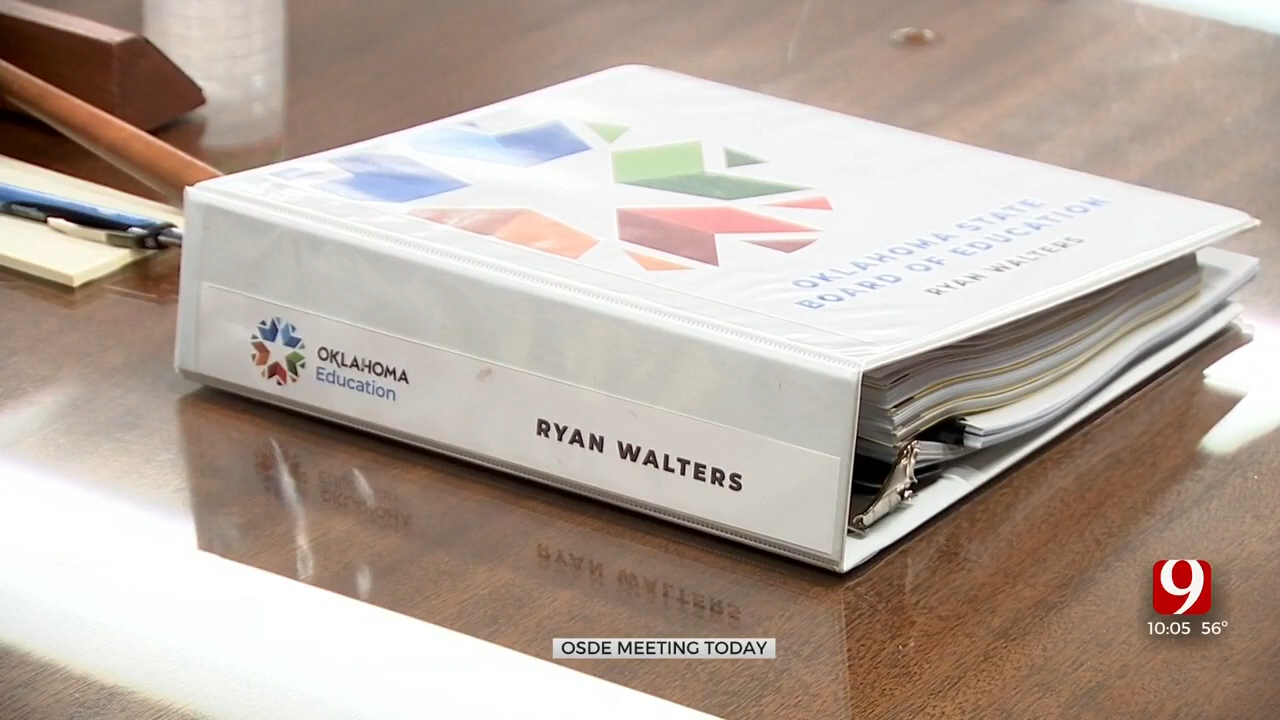 OKLAHOMA STATE
BOARD OF EDUCATION
RYAN WALTERS
OKLAHOMA
Education
RYAN WALTERS
9
10:05 56°
OSDE MEETING TODAY